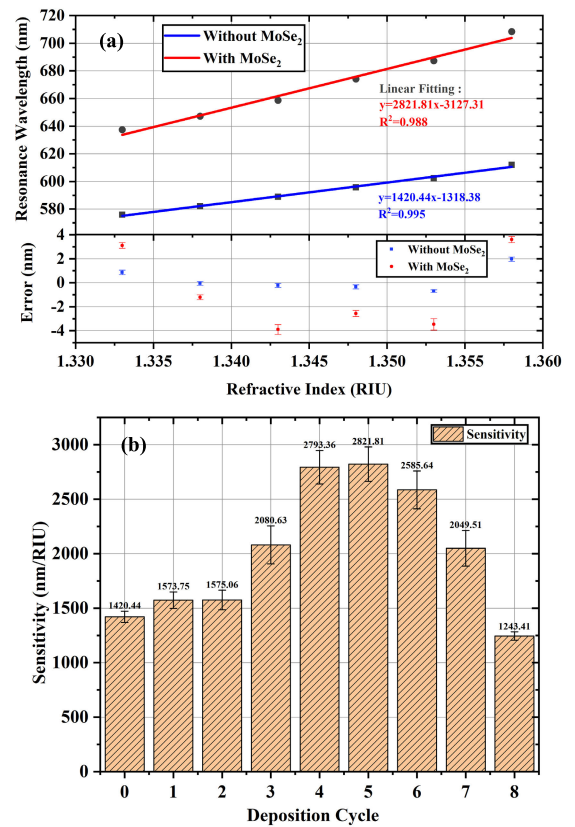 (a)
Without MoSe₂
With MoSe₂
Resonance Wavelength (nm)
700
680
660
640
620
600
580
Linear Fitting :
y=2821.81x-3127.31
R²=0.988
y=1420.44x-1318.38
R²=0.995
Error (nm)
4
2
0
-2
-4
Without MoSe₂
With MoSe₂
1.330 1.335 1.340 1.345 1.350 1.355 1.360
Refractive Index (RIU)
(b)
Sensitivity
Sensitivity (nm/RIU)
3000
2500
2000
1500
1000
500
0
1420.44
1573.75
1575.06
2080.63
2793.36
2821.81
2585.64
2049.51
1243.41
0 1 2 3 4 5 6 7 8
Deposition Cycle